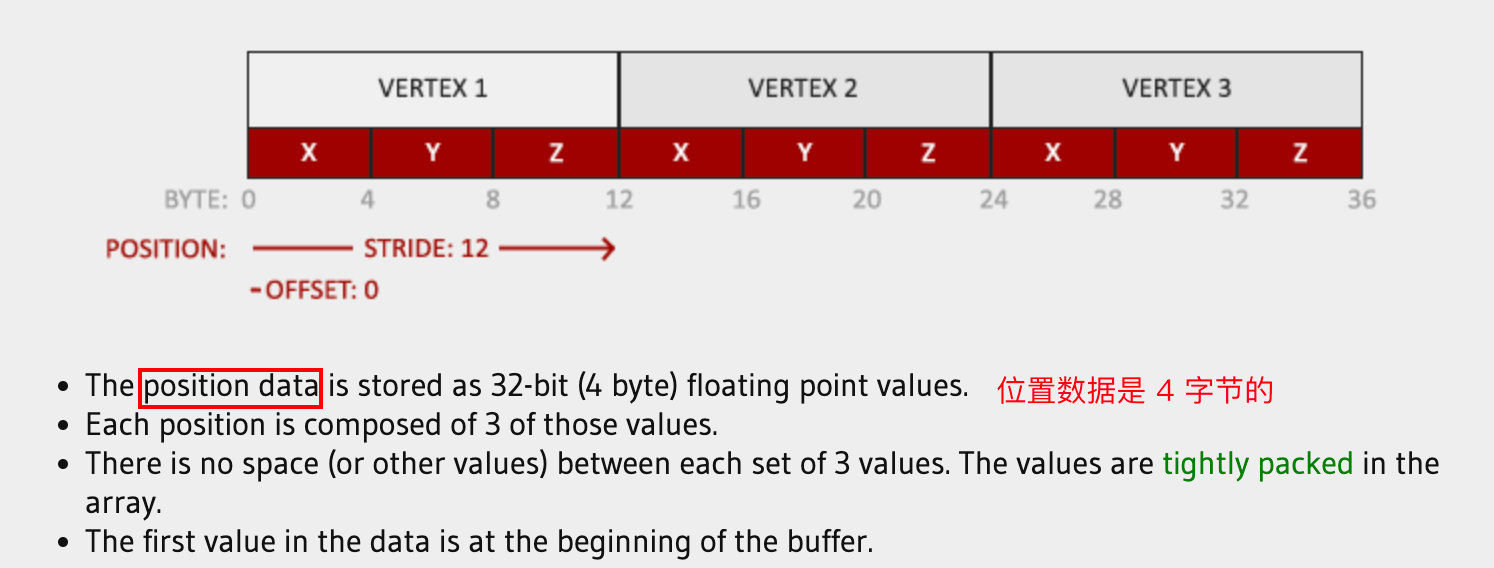 VERTEX 1 VERTEX 2 VERTEX 3
X Y Z X Y Z X Y Z
BYTE: 0 4 8 12 16 20 24 28 32 36
POSITION: STRIDE: 12
-OFFSET: 0
• The position data is stored as 32-bit (4 byte) floating point values. 位置数据是 4 字节的
• Each position is composed of 3 of those values.
• There is no space (or other values) between each set of 3 values. The values are tightly packed in the
array.
• The first value in the data is at the beginning of the buffer.